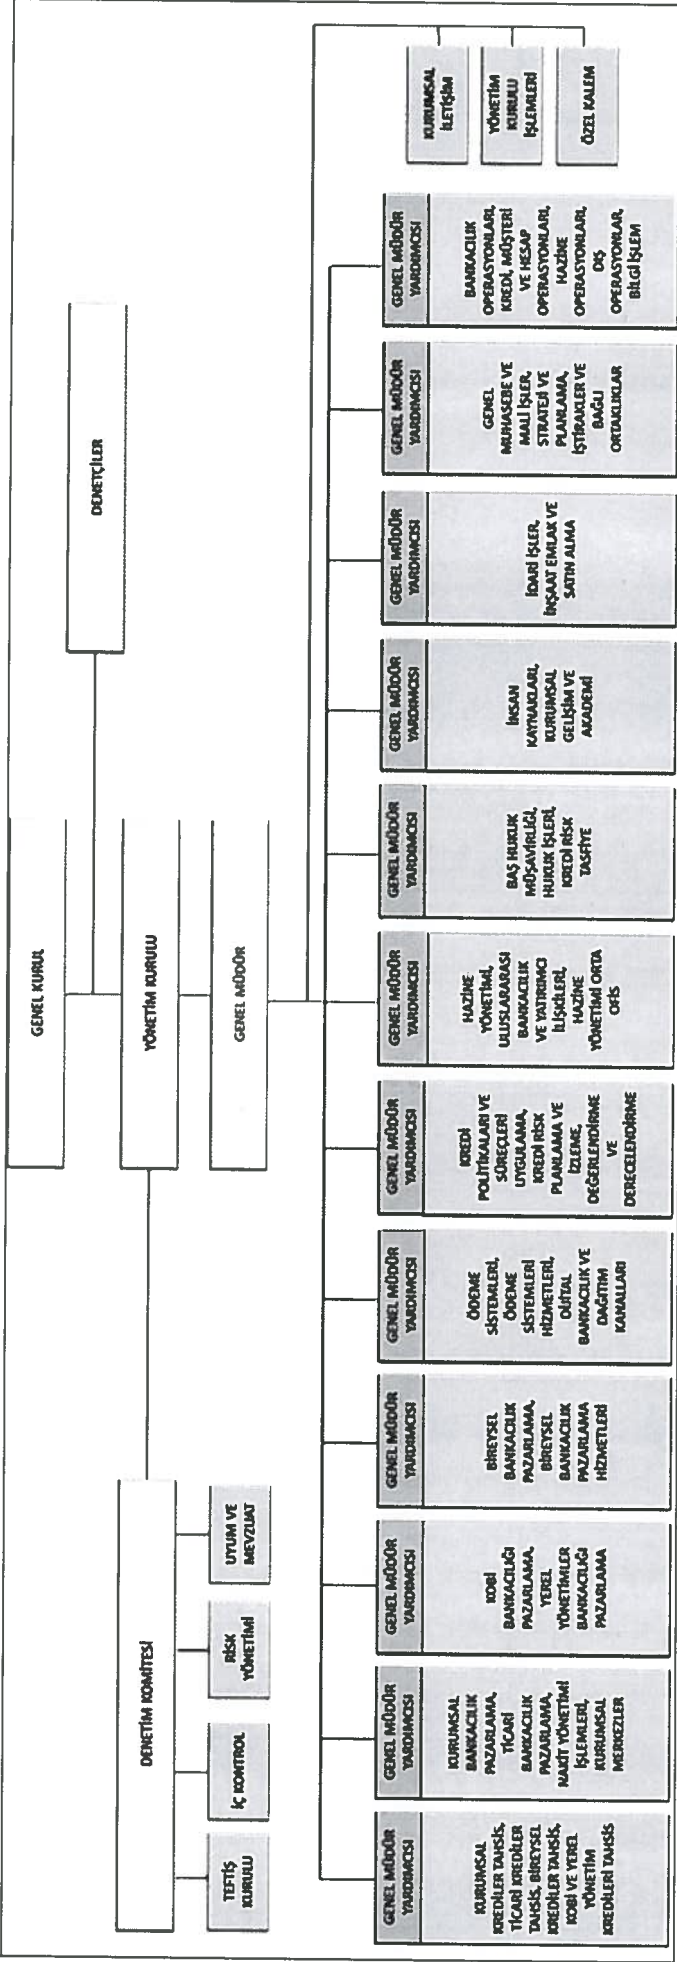 GENEL KURUL
DENETÇİLER
YÖNETİM KURULU
GENEL MÜDÜR
DENETİM KOMİTESİ
TEFTİŞ
KURULU
İÇ KONTROL
RİSK
YÖNETİMİ
UYUM VE
MEVZUAT
KURUMSAL
İLETİŞİM
YÖNETİM
KURULU
İŞLEMLERİ
ÖZEL KALEM
GENEL MÜDÜR
YARDIMCISI
KURUMSAL
KREDİLER TAHSİS,
TİCARİ KREDİLER
TAHSİS, BİREYSEL
KREDİLER TAHSİS,
KOBİ VE YEREL
YÖNETİM
KREDİLERİ TAHSİS
GENEL MÜDÜR
YARDIMCISI
KURUMSAL
BANKACILIK
PAZARLAMA,
TİCARİ
BANKACILIK
PAZARLAMA,
NAKİT YÖNETİMİ
İŞLEMLERİ,
KURUMSAL
MERKEZLER
GENEL MÜDÜR
YARDIMCISI
KOBİ
BANKACILIĞI
PAZARLAMA,
YEREL
YÖNETİMLER
BANKACILIĞI
PAZARLAMA
GENEL MÜDÜR
YARDIMCISI
BİREYSEL
BANKACILIK
PAZARLAMA,
BİREYSEL
BANKACILIK
PAZARLAMA
HİZMETLERİ
GENEL MÜDÜR
YARDIMCISI
ÖDEME
SİSTEMLERİ,
ÖDEME
SİSTEMLERİ
HİZMETLERİ,
DİJİTAL
BANKACILIK VE
DAĞITIM
KANALLARI
GENEL MÜDÜR
YARDIMCISI
KREDİ
POLİTİKALARI VE
SÜREÇLERİ
UYGULAMA,
KREDİ RİSK
PLANLAMA VE
İZLEME,
DEĞERLENDİRME
VE
DERECELENDİRME
GENEL MÜDÜR
YARDIMCISI
HAZİNE
YÖNETİMİ,
ULUSLARARASI
BANKACILIK
VE YATIRIMCI
İLİŞKİLERİ,
HAZİNE
YÖNETİMİ ORTA
OFİS
GENEL MÜDÜR
YARDIMCISI
BAŞ HUKUK
MÜŞAVİRLİĞİ,
HUKUK İŞLERİ,
KREDİ RİSK
TASFİYE
GENEL MÜDÜR
YARDIMCISI
İNSAN
KAYNAKLARI,
KURUMSAL
GELİŞİM VE
AKADEMİ
GENEL MÜDÜR
YARDIMCISI
İDARİ İŞLER,
İNŞAAT EMLAK VE
SATIN ALMA
GENEL MÜDÜR
YARDIMCISI
GENEL
MUHASEBE VE
MALİ İŞLER,
STRATEJİ VE
PLANLAMA,
İŞTİRAKLER VE
BAĞLI
ORTAKLIKLAR
GENEL MÜDÜR
YARDIMCISI
BANKACILIK
OPERASYONLARI,
KREDİ, MÜŞTERİ
VE HESAP
OPERASYONLARI,
HAZİNE
OPERASYONLARI,
DIŞ
OPERASYONLAR,
BİLGİ İŞLEM